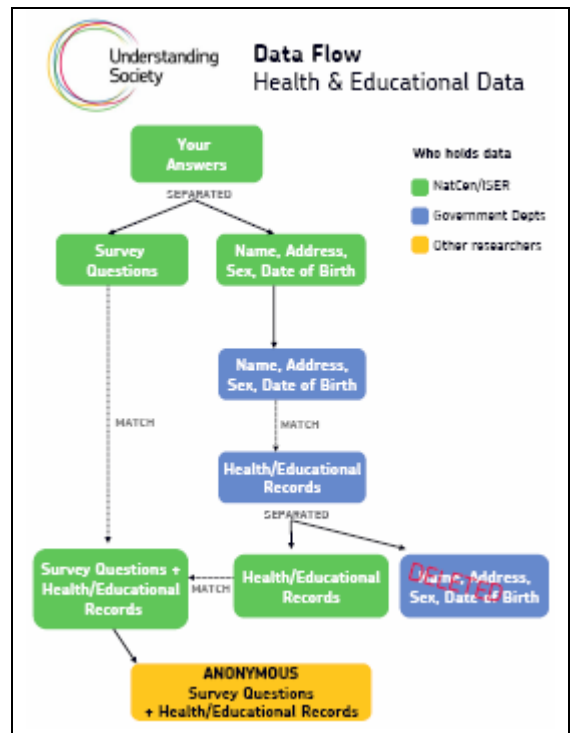 Understanding
Society
Data Flow
Health & Educational Data
Who holds data
NatCen/ISER
Government Depts
Other researchers
Your
Answers
SEPARATED
Survey
Questions
Name, Address,
Sex, Date of Birth
Name, Address,
Sex, Date of Birth
MATCH
MATCH
Health/Educational
Records
SEPARATED
Survey Questions +
Health/Educational
Records
MATCH
Health/Educational
Records
Name, Address,
Sex, Date of Birth
DELETED
ANONYMOUS
Survey Questions
+ Health/Educational Records